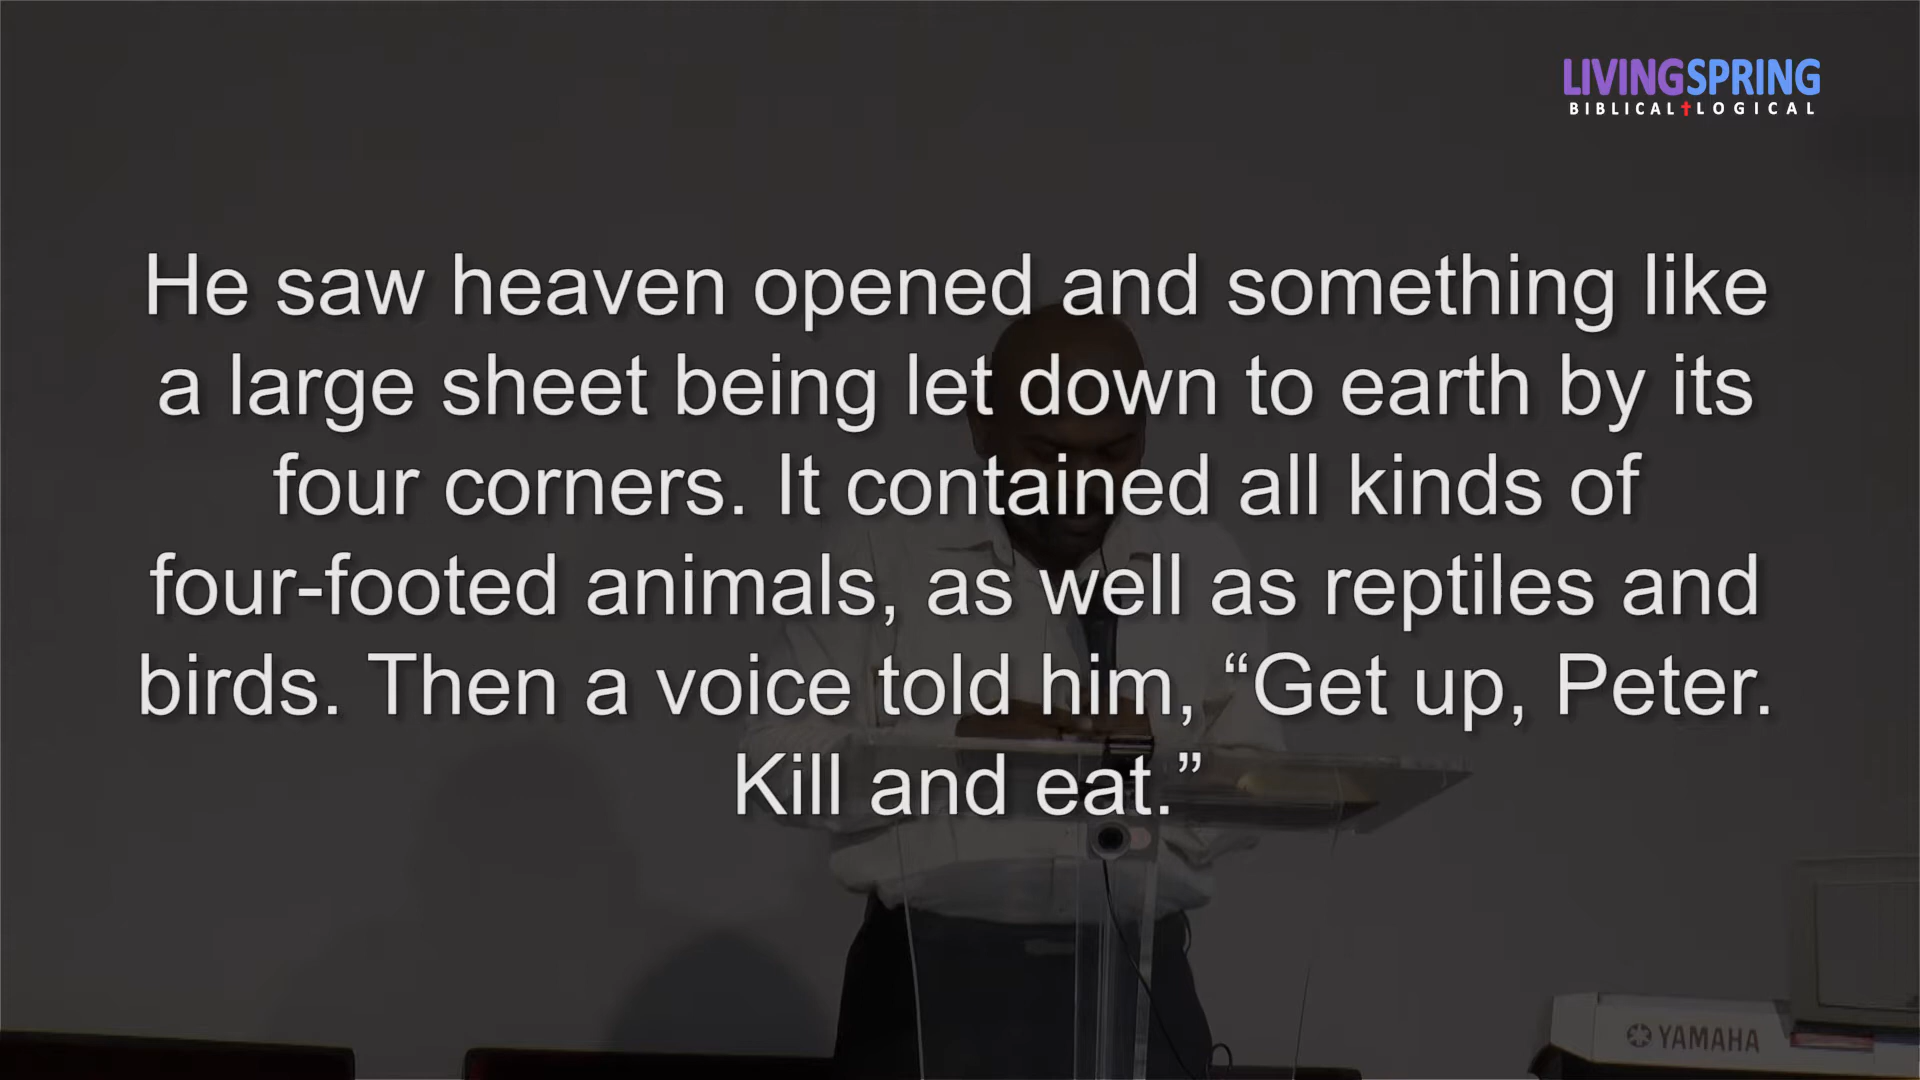 LIVINGSPRING
BIBLICAL LOGICAL
He saw heaven opened and something like
a large sheet being let down to earth by its
four corners. It contained all kinds of
four-footed animals, as well as reptiles and
birds. Then a voice told him, “Get up, Peter.
Kill and eat.”
YAMAHA